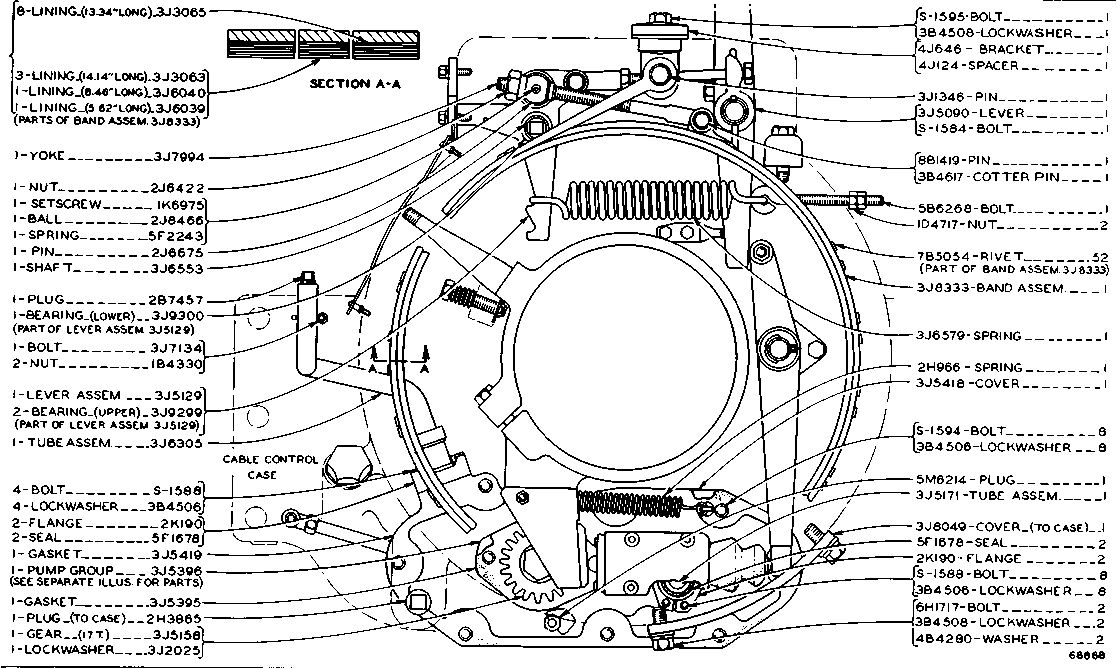 8-LINING (13.34" LONG) 3J3065
3-LINING (14.14" LONG) 3J3063
1-LINING (8.46" LONG) 3J6040
1-LINING (5.62" LONG) 3J6039
(PARTS OF BAND ASSEM. 3J8333)
1-YOKE 3J7994
1-NUT 2J6422
1-SETSCREW 1K6975
1-BALL 2J8466
1-SPRING 5F2243
1-PIN 2J6675
1-SHAFT 3J6553
1-PLUG 2B7457
1-BEARING (LOWER) 3J9300
(PART OF LEVER ASSEM 3J5129)
1-BOLT 3J7134
2-NUT 1B4330
1-LEVER ASSEM 3J5129
2-BEARING (UPPER) 3J9299
(PART OF LEVER ASSEM 3J5129)
1-TUBE ASSEM 3J6305
4-BOLT S-1588
4-LOCKWASHER 3B4506
2-FLANGE 2K190
2-SEAL 5F1678
1-GASKET 3J5419
1-PUMP GROUP 3J5396
(SEE SEPARATE ILLUS. FOR PARTS)
1-GASKET 3J5395
1-PLUG (TO CASE) 2H3865
1-GEAR (17 T.) 3J5158
1-LOCKWASHER 3J2025
SECTION A-A
A A
CABLE CONTROL
CASE
S-1595-BOLT 1
3B4508-LOCKWASHER 1
4J646-BRACKET 1
4J124-SPACER 1
3J1346-PIN 1
3J5090-LEVER 1
S-1584-BOLT 1
8B1419-PIN 1
3B4617-COTTER PIN 1
5B6268-BOLT 1
1D4717-NUT 2
7B5054-RIVET 52
(PART OF BAND ASSEM. 3J8333)
3J8333-BAND ASSEM. 1
3J6579-SPRING 1
2H966-SPRING 1
3J5418-COVER 1
S-1594-BOLT 8
3B4508-LOCKWASHER 8
5M6214-PLUG 1
3J5171-TUBE ASSEM. 1
3J8049-COVER (TO CASE) 1
5F1678-SEAL 2
2K190-FLANGE 2
S-1588-BOLT 8
3B4506-LOCKWASHER 8
6H1717-BOLT 2
3B4508-LOCKWASHER 2
4B4280-WASHER 2
68868